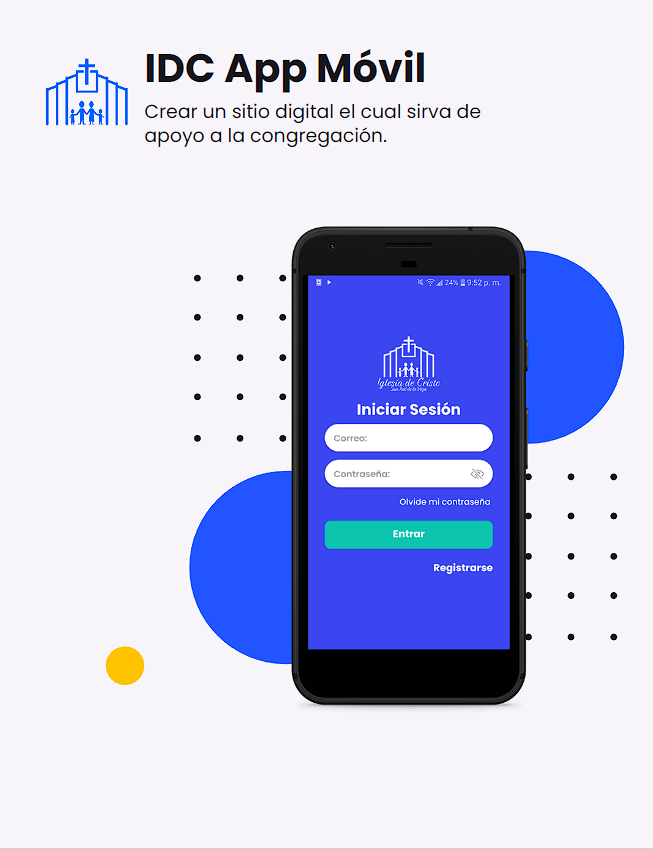 IDC App Móvil
Crear un sitio digital el cual sirva de
apoyo a la congregación.
24% 9:52 p. m.
Iglesia de Cristo
Iniciar Sesión
Correo:
Contraseña:
Olvide mi contraseña
Entrar
Registrarse